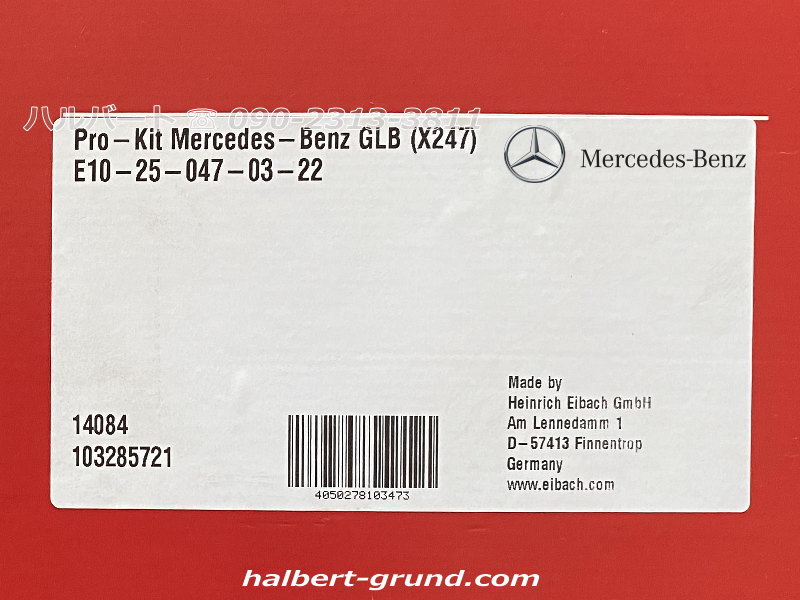 ハルバート ☏ 090-2313-3811
Pro-Kit Mercedes-Benz GLB (X247)
E10-25-047-03-22
Mercedes-Benz
14084
103285721
4050278103473
Made by
Heinrich Eibach GmbH
Am Lennedamm 1
D-57413 Finnentrop
Germany
www.eibach.com
halbert-grund.com